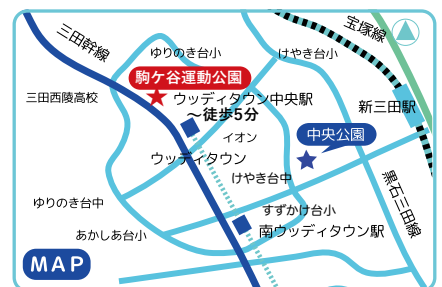 三田幹線
ゆりのき台小
けやき台小
宝塚線
駒ケ谷運動公園
三田西陵高校
ウッディタウン中央駅
〜徒歩5分
新三田駅
イオン
中央公園
ウッディタウン
けやき台中
黒石三田線
ゆりのき台中
すずかけ台小
あかしあ台小
南ウッディタウン駅
MAP